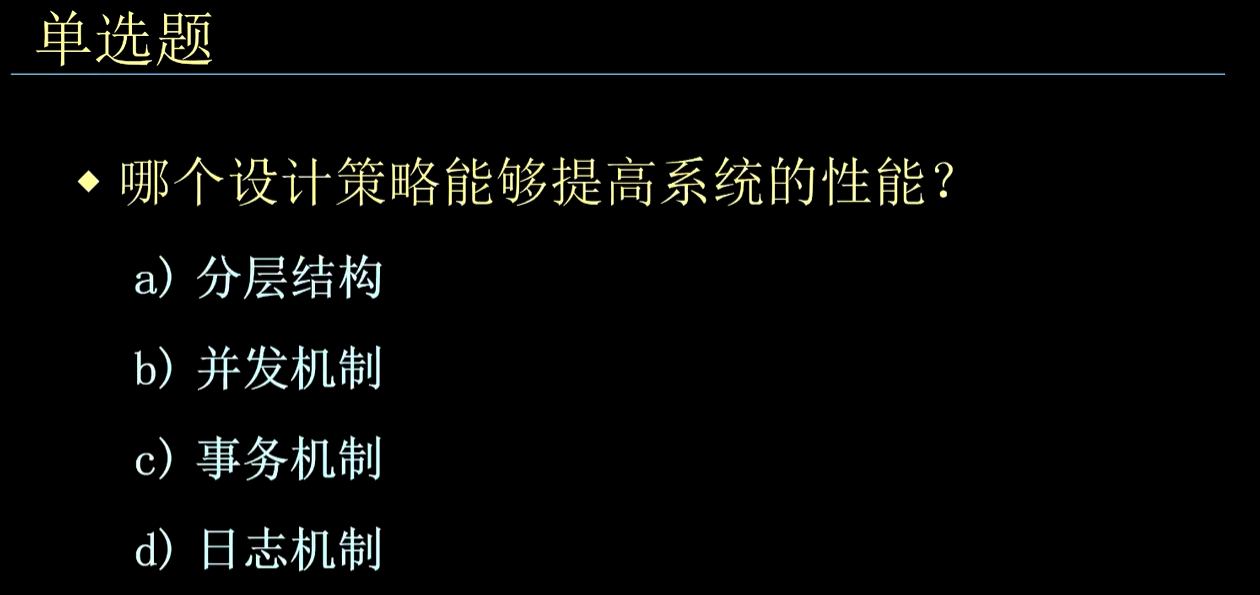 单选题
◆ 哪个设计策略能够提高系统的性能？
a) 分层结构
b) 并发机制
c) 事务机制
d) 日志机制